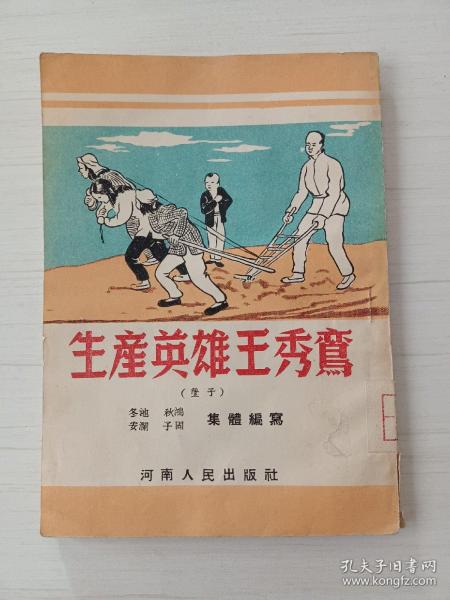 生産英雄王秀鸞
(墜子)
冬池 秋鴻
安瀾 子固 集體編寫
河南人民出版社
孔夫子旧书网
www.kongfz.com